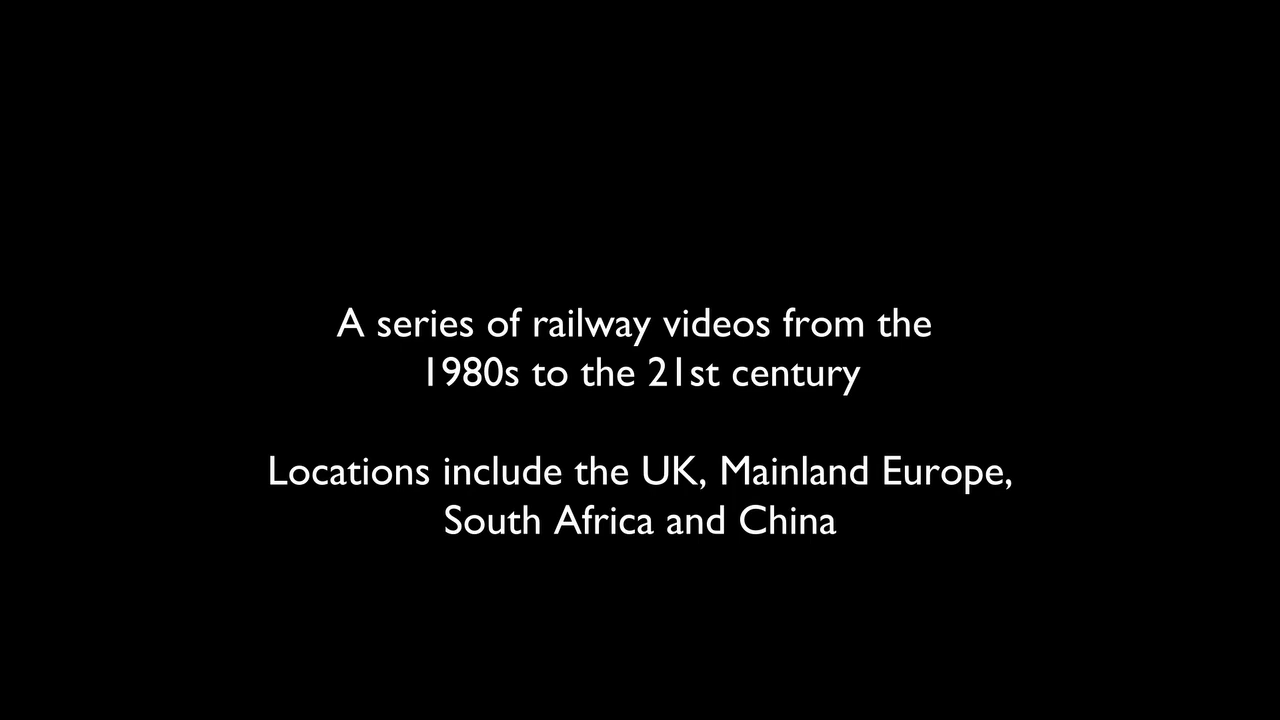 A series of railway videos from the
1980s to the 21st century
Locations include the UK, Mainland Europe,
South Africa and China